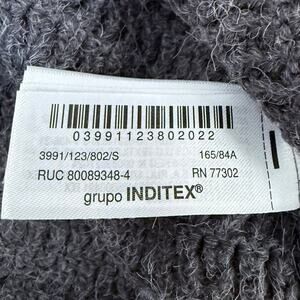 03991123802022
3991/123/802/S 165/84A
RUC 80089348-4 RN 77302
grupo INDITEX®